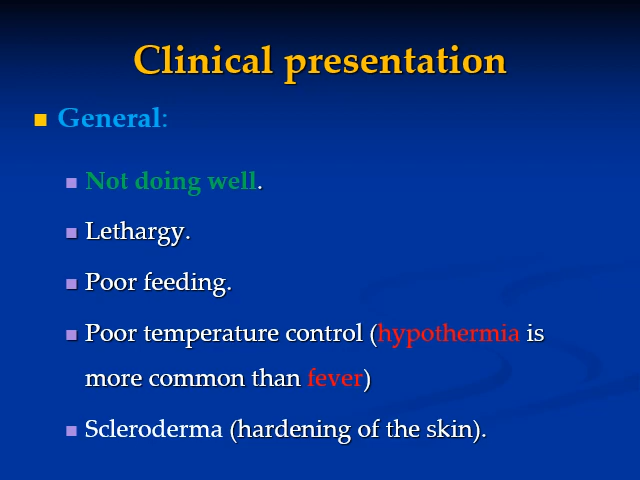 Clinical presentation
General:
Not doing well.
Lethargy.
Poor feeding.
Poor temperature control (hypothermia is
more common than fever)
Scleroderma (hardening of the skin).